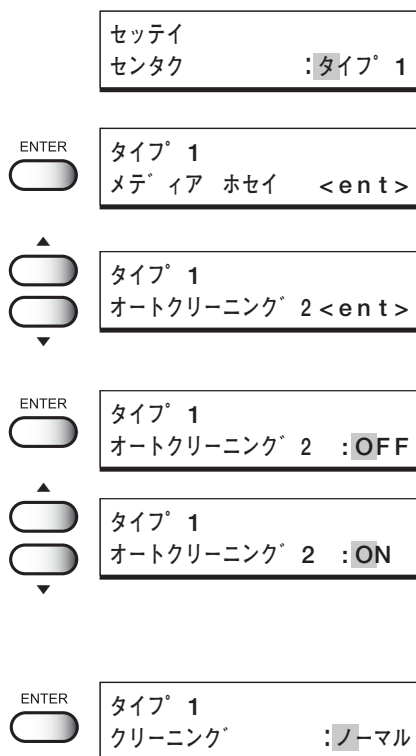 セッテイ
センタク :タイプ 1
ENTER
タイプ 1
メディア ホセイ <ent>
▲
タイプ 1
オートクリーニング 2<ent>
▼
ENTER
タイプ 1
オートクリーニング 2 :OFF
▲
タイプ 1
オートクリーニング 2 :ON
▼
ENTER
タイプ 1
クリーニング :ノーマル